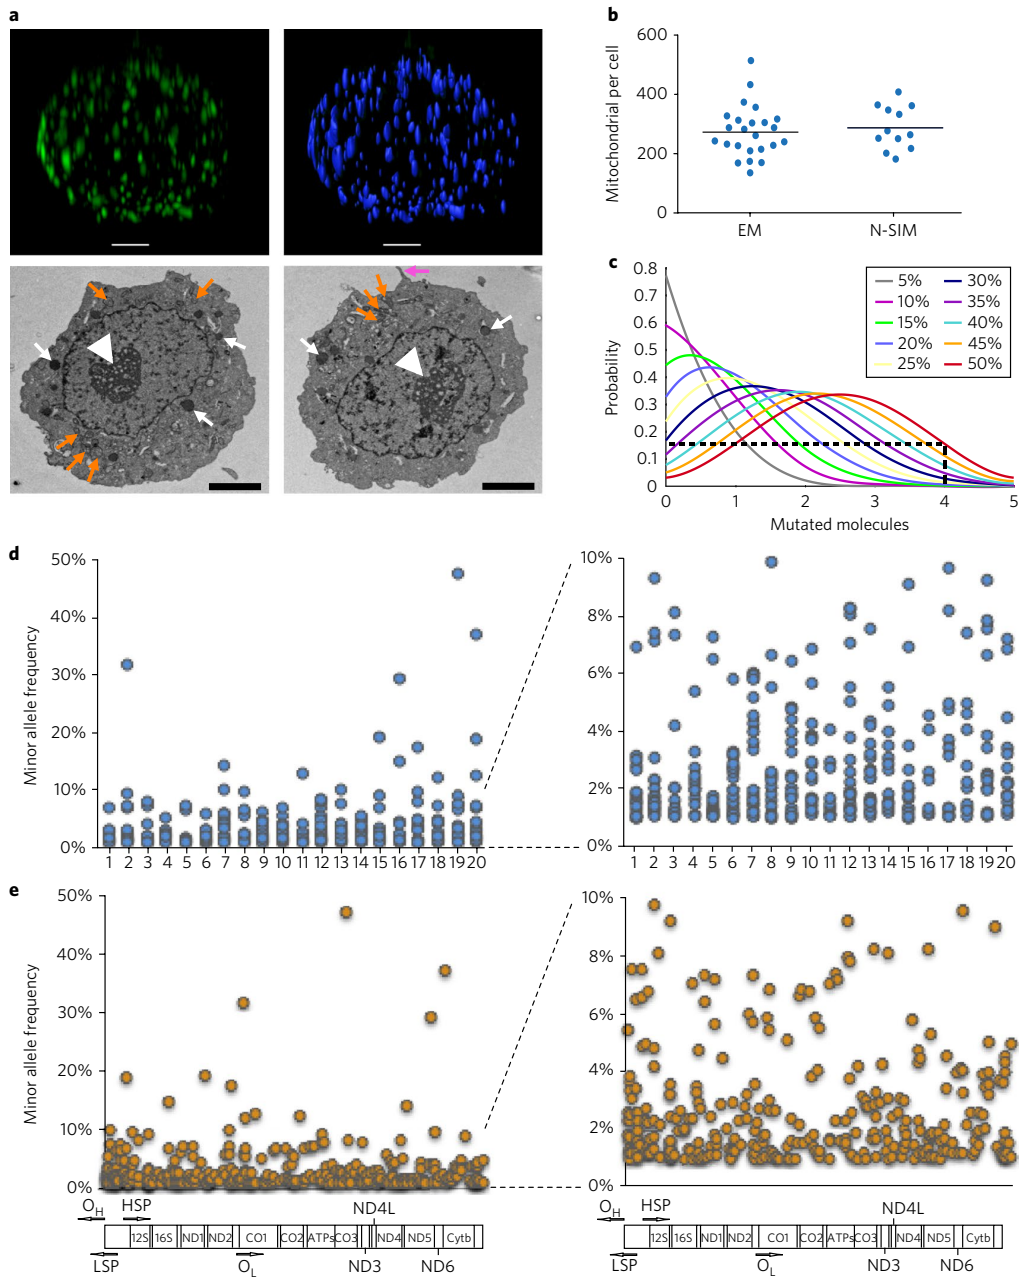 a
b
Mitochondrial per cell
600
400
200
0
EM N-SIM
c
Probability
0.8
0.7
0.6
0.5
0.4
0.3
0.2
0.1
0
5% 30%
10% 35%
15% 40%
20% 45%
25% 50%
0 1 2 3 4 5
Mutated molecules
d
Minor allele frequency
50%
40%
30%
20%
10%
0%
1 2 3 4 5 6 7 8 9 10 11 12 13 14 15 16 17 18 19 20
10%
8%
6%
4%
2%
0%
1 2 3 4 5 6 7 8 9 10 11 12 13 14 15 16 17 18 19 20
e
Minor allele frequency
50%
40%
30%
20%
10%
0%
OH HSP ND4L
12S 16S ND1 ND2 CO1 CO2 ATPs CO3 ND4 ND5 Cytb
LSP OL ND3 ND6
10%
8%
6%
4%
2%
0%
OH HSP ND4L
12S 16S ND1 ND2 CO1 CO2 ATPs CO3 ND4 ND5 Cytb
LSP OL ND3 ND6